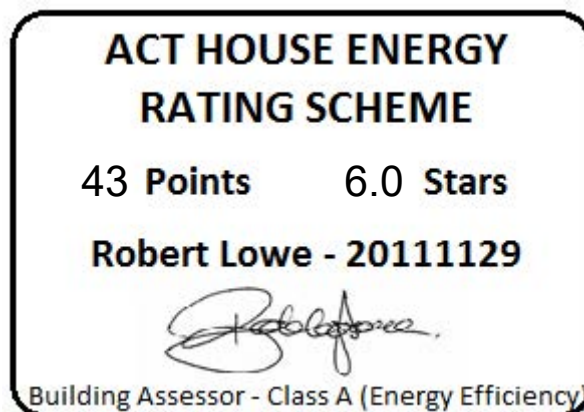 ACT HOUSE ENERGY
RATING SCHEME
43 Points 6.0 Stars
Robert Lowe - 20111129
Building Assessor - Class A (Energy Efficiency)